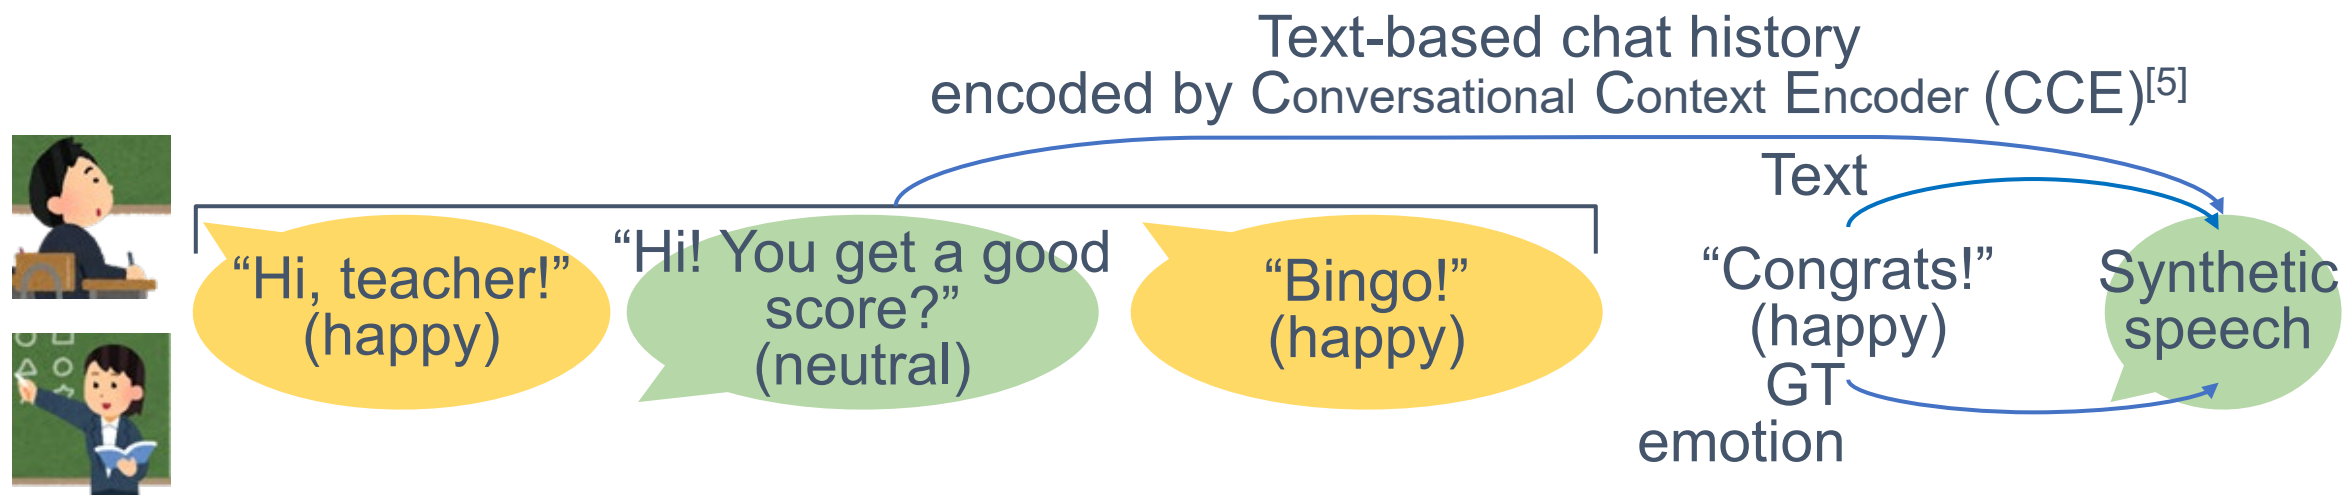 Text-based chat history
encoded by Conversational Context Encoder (CCE)[5]
Text
“Hi, teacher!”
(happy)
“Hi! You get a good
score?”
(neutral)
“Bingo!”
(happy)
“Congrats!”
(happy)
GT
emotion
Synthetic
speech